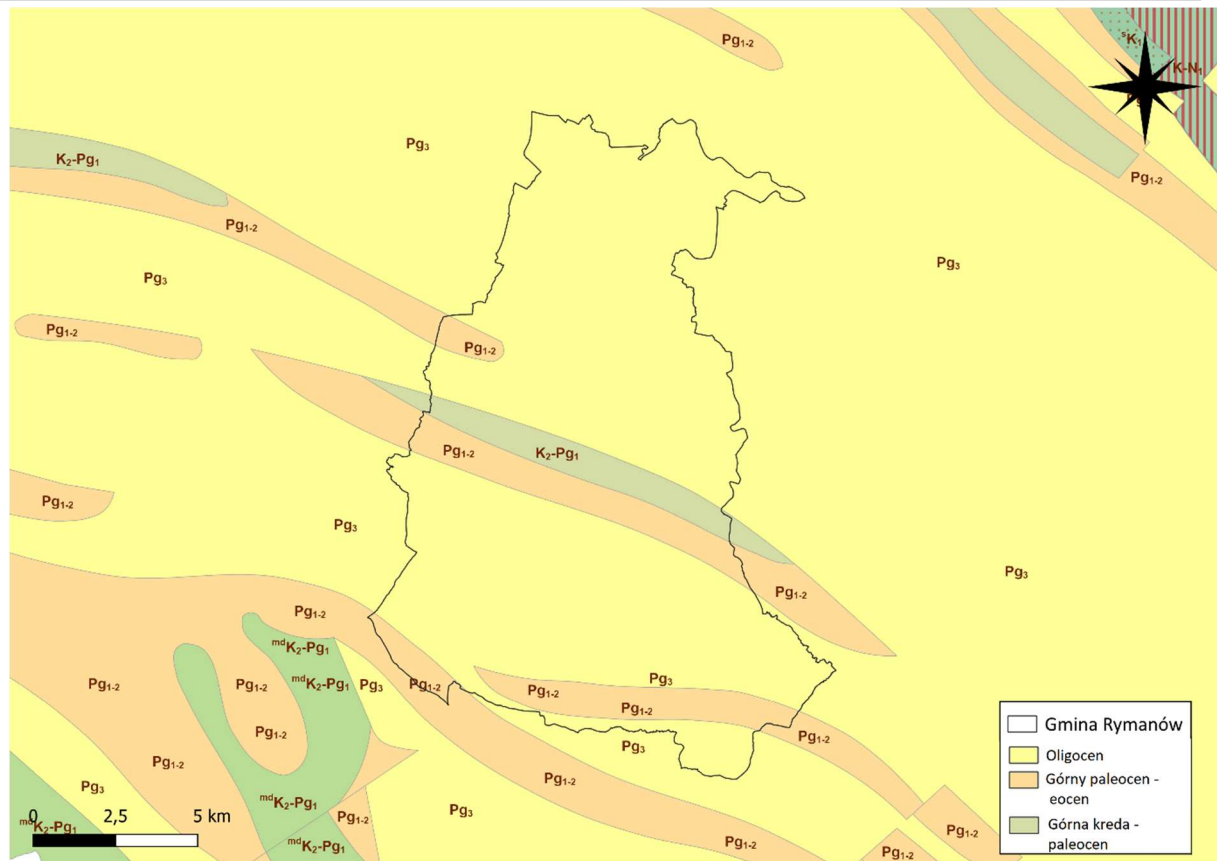 Pg₁₋₂
ˢK₁
K-N₁
Pg₃
K₂-Pg₁
Pg₁₋₂
Pg₁₋₂
Pg₃
Pg₃
Pg₁₋₂
Pg₁₋₂
Pg₁₋₂
K₂-Pg₁
Pg₁₋₂
Pg₃
Pg₃
Pg₁₋₂
Pg₁₋₂
ᵐᵈK₂-Pg₁
Pg₁₋₂
Pg₁₋₂
ᵐᵈK₂-Pg₁
Pg₃
Pg₁₋₂
Pg₃
Pg₁₋₂
Pg₁₋₂
Pg₁₋₂
Pg₁₋₂
Pg₃
Pg₁₋₂
Pg₁₋₂
Pg₃
ᵐᵈK₂-Pg₁
Pg₃
Pg₁₋₂
Pg₁₋₂
ᵐᵈK₂-Pg₁
ᵐᵈK₂-Pg₁
Pg₁₋₂
Pg₁₋₂
0 2,5 5 km
Gmina Rymanów
Oligocen
Górny paleocen -
eocen
Górna kreda -
paleocen